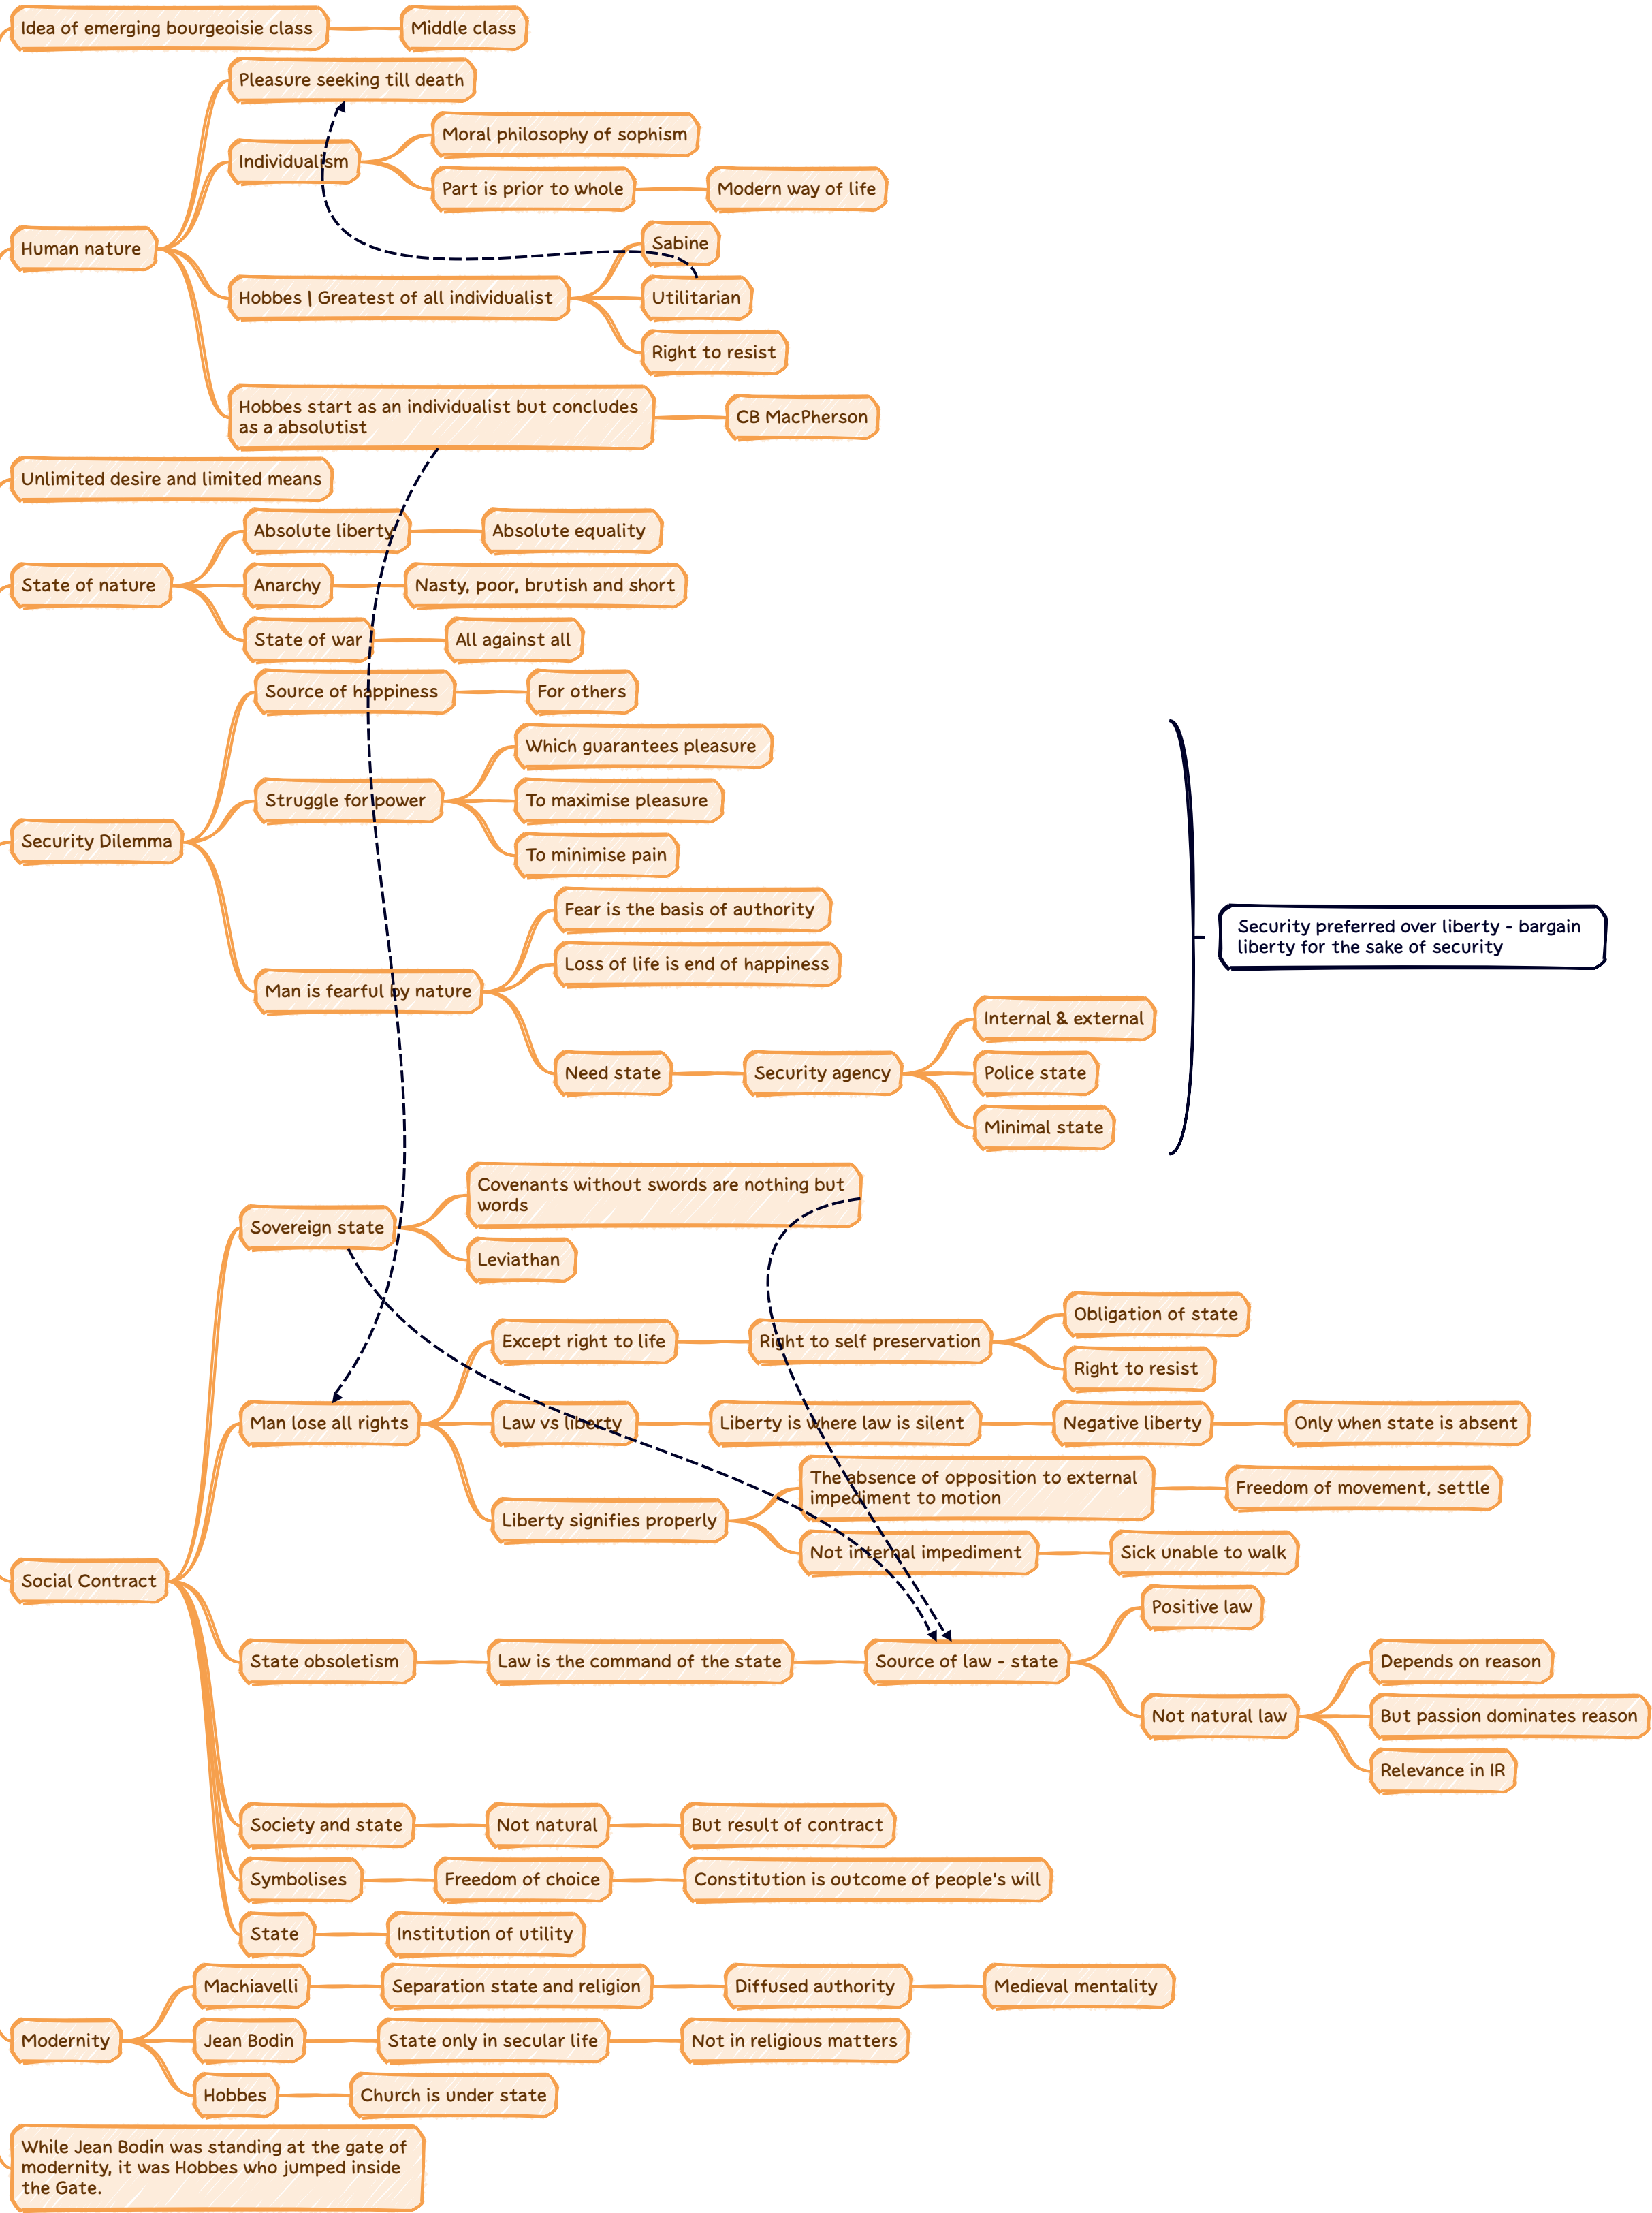 Idea of emerging bourgeoisie class
Middle class
Pleasure seeking till death
Individualism
Moral philosophy of sophism
Part is prior to whole
Modern way of life
Human nature
Sabine
Hobbes | Greatest of all individualist
Utilitarian
Right to resist
Hobbes start as an individualist but concludes
as a absolutist
CB MacPherson
Unlimited desire and limited means
Absolute liberty
Absolute equality
State of nature
Anarchy
Nasty, poor, brutish and short
State of war
All against all
Source of happiness
For others
Which guarantees pleasure
Struggle for power
To maximise pleasure
To minimise pain
Security Dilemma
Fear is the basis of authority
Loss of life is end of happiness
Man is fearful by nature
Internal & external
Need state
Security agency
Police state
Minimal state
Security preferred over liberty - bargain
liberty for the sake of security
Covenants without swords are nothing but
words
Sovereign state
Leviathan
Obligation of state
Except right to life
Right to self preservation
Right to resist
Man lose all rights
Law vs liberty
Liberty is where law is silent
Negative liberty
Only when state is absent
The absence of opposition to external
impediment to motion
Freedom of movement, settle
Liberty signifies properly
Not internal impediment
Sick unable to walk
Social Contract
Positive law
State obsoletism
Law is the command of the state
Source of law - state
Depends on reason
Not natural law
But passion dominates reason
Relevance in IR
Society and state
Not natural
But result of contract
Symbolises
Freedom of choice
Constitution is outcome of people's will
State
Institution of utility
Machiavelli
Separation state and religion
Diffused authority
Medieval mentality
Modernity
Jean Bodin
State only in secular life
Not in religious matters
Hobbes
Church is under state
While Jean Bodin was standing at the gate of
modernity, it was Hobbes who jumped inside
the Gate.